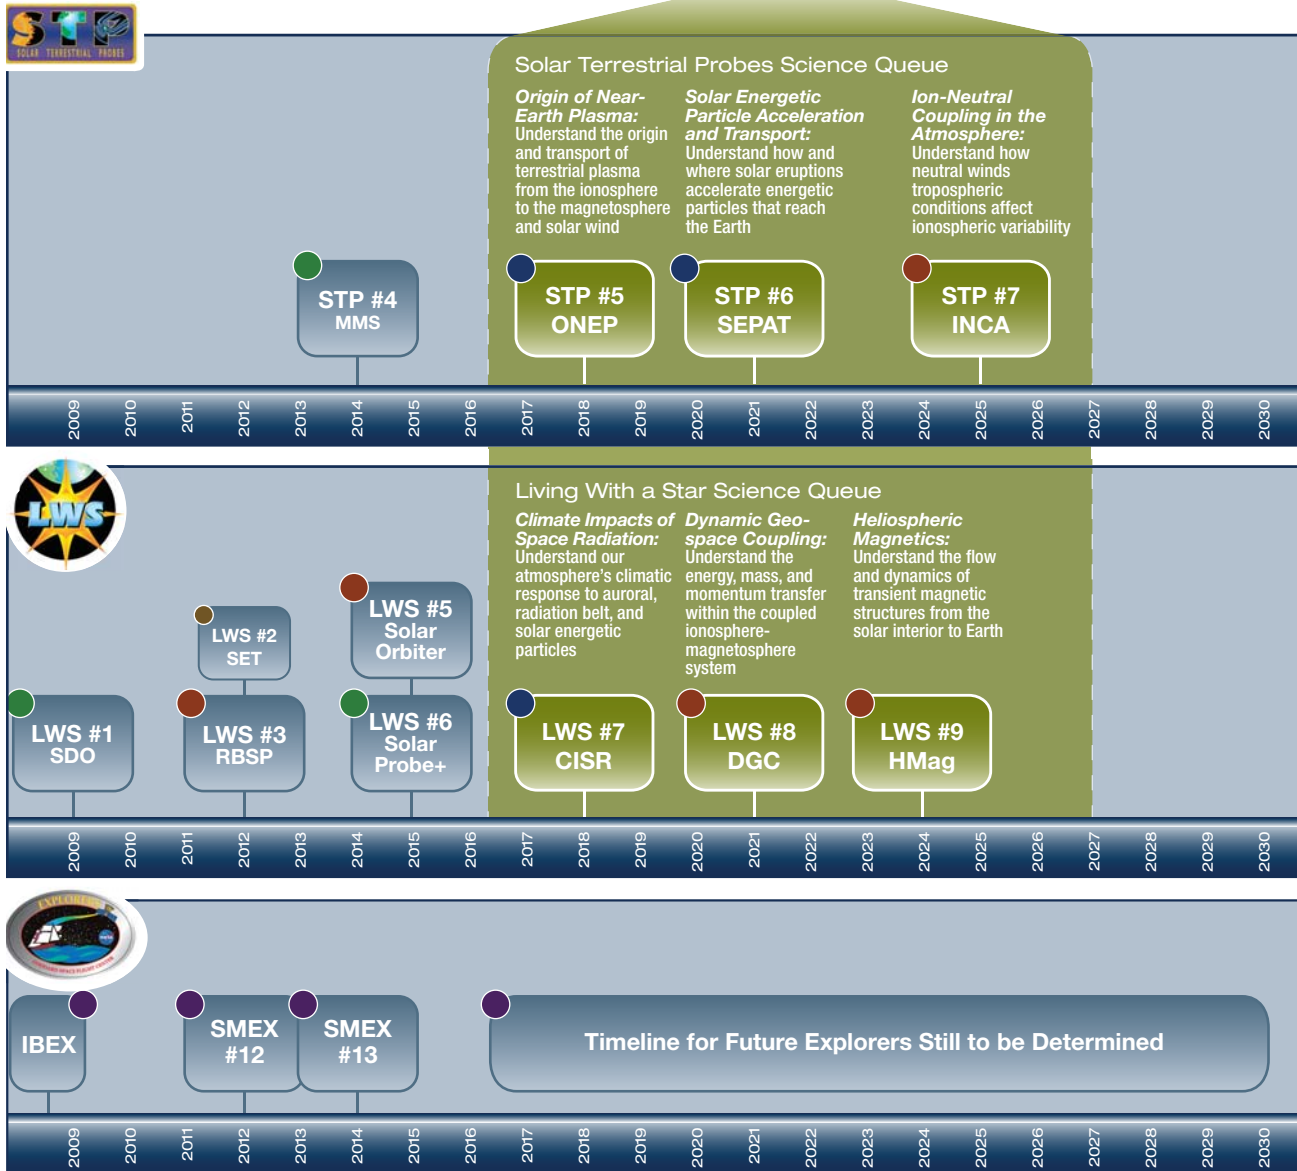 STP
SOLAR TERRESTRIAL PROBES
Solar Terrestrial Probes Science Queue
Origin of Near-
Earth Plasma:
Understand the origin
and transport of
terrestrial plasma
from the ionosphere
to the magnetosphere
and solar wind
Solar Energetic
Particle Acceleration
and Transport:
Understand how and
where solar eruptions
accelerate energetic
particles that reach
the Earth
Ion-Neutral
Coupling in the
Atmosphere:
Understand how
neutral winds
tropospheric
conditions affect
ionospheric variability
STP #4
MMS
STP #5
ONEP
STP #6
SEPAT
STP #7
INCA
2009 2010 2011 2012 2013 2014 2015 2016 2017 2018 2019 2020 2021 2022 2023 2024 2025 2026 2027 2028 2029 2030
LWS
Living With a Star Science Queue
Climate Impacts of
Space Radiation:
Understand our
atmosphere's climatic
response to auroral,
radiation belt, and
solar energetic
particles
Dynamic Geo-
space Coupling:
Understand the
energy, mass, and
momentum transfer
within the coupled
ionosphere-
magnetosphere
system
Heliospheric
Magnetics:
Understand the flow
and dynamics of
transient magnetic
structures from the
solar interior to Earth
LWS #2
SET
LWS #5
Solar
Orbiter
LWS #1
SDO
LWS #3
RBSP
LWS #6
Solar
Probe+
LWS #7
CISR
LWS #8
DGC
LWS #9
HMag
2009 2010 2011 2012 2013 2014 2015 2016 2017 2018 2019 2020 2021 2022 2023 2024 2025 2026 2027 2028 2029 2030
EXPLORERS
IBEX
SMEX
#12
SMEX
#13
Timeline for Future Explorers Still to be Determined
2009 2010 2011 2012 2013 2014 2015 2016 2017 2018 2019 2020 2021 2022 2023 2024 2025 2026 2027 2028 2029 2030